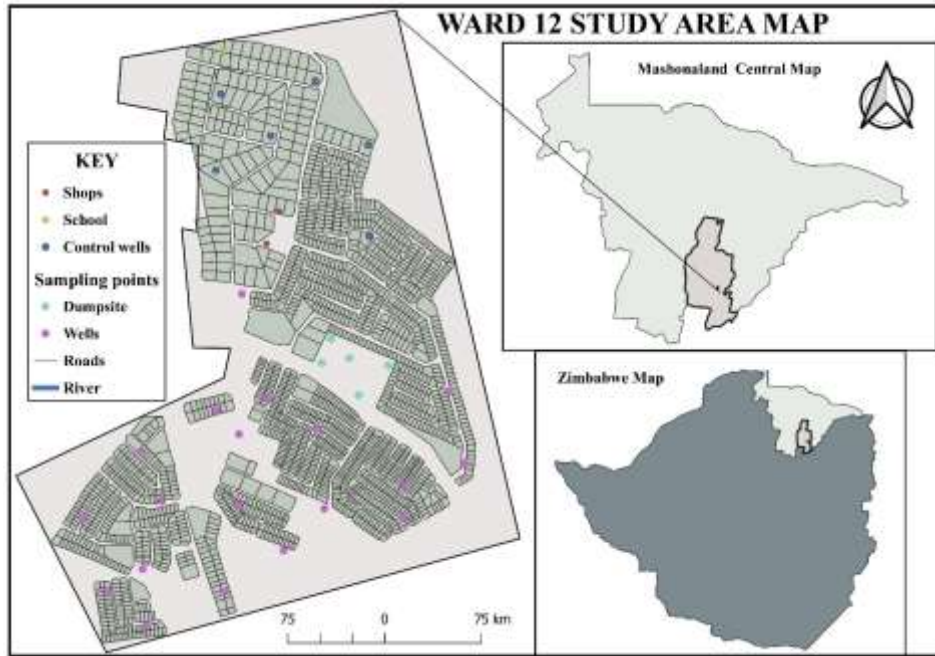 WARD 12 STUDY AREA MAP
Mashonaland Central Map
KEY
Shops
School
Control wells
Sampling points
Dumpsite
Wells
Roads
River
Zimbabwe Map
75 0 75 km